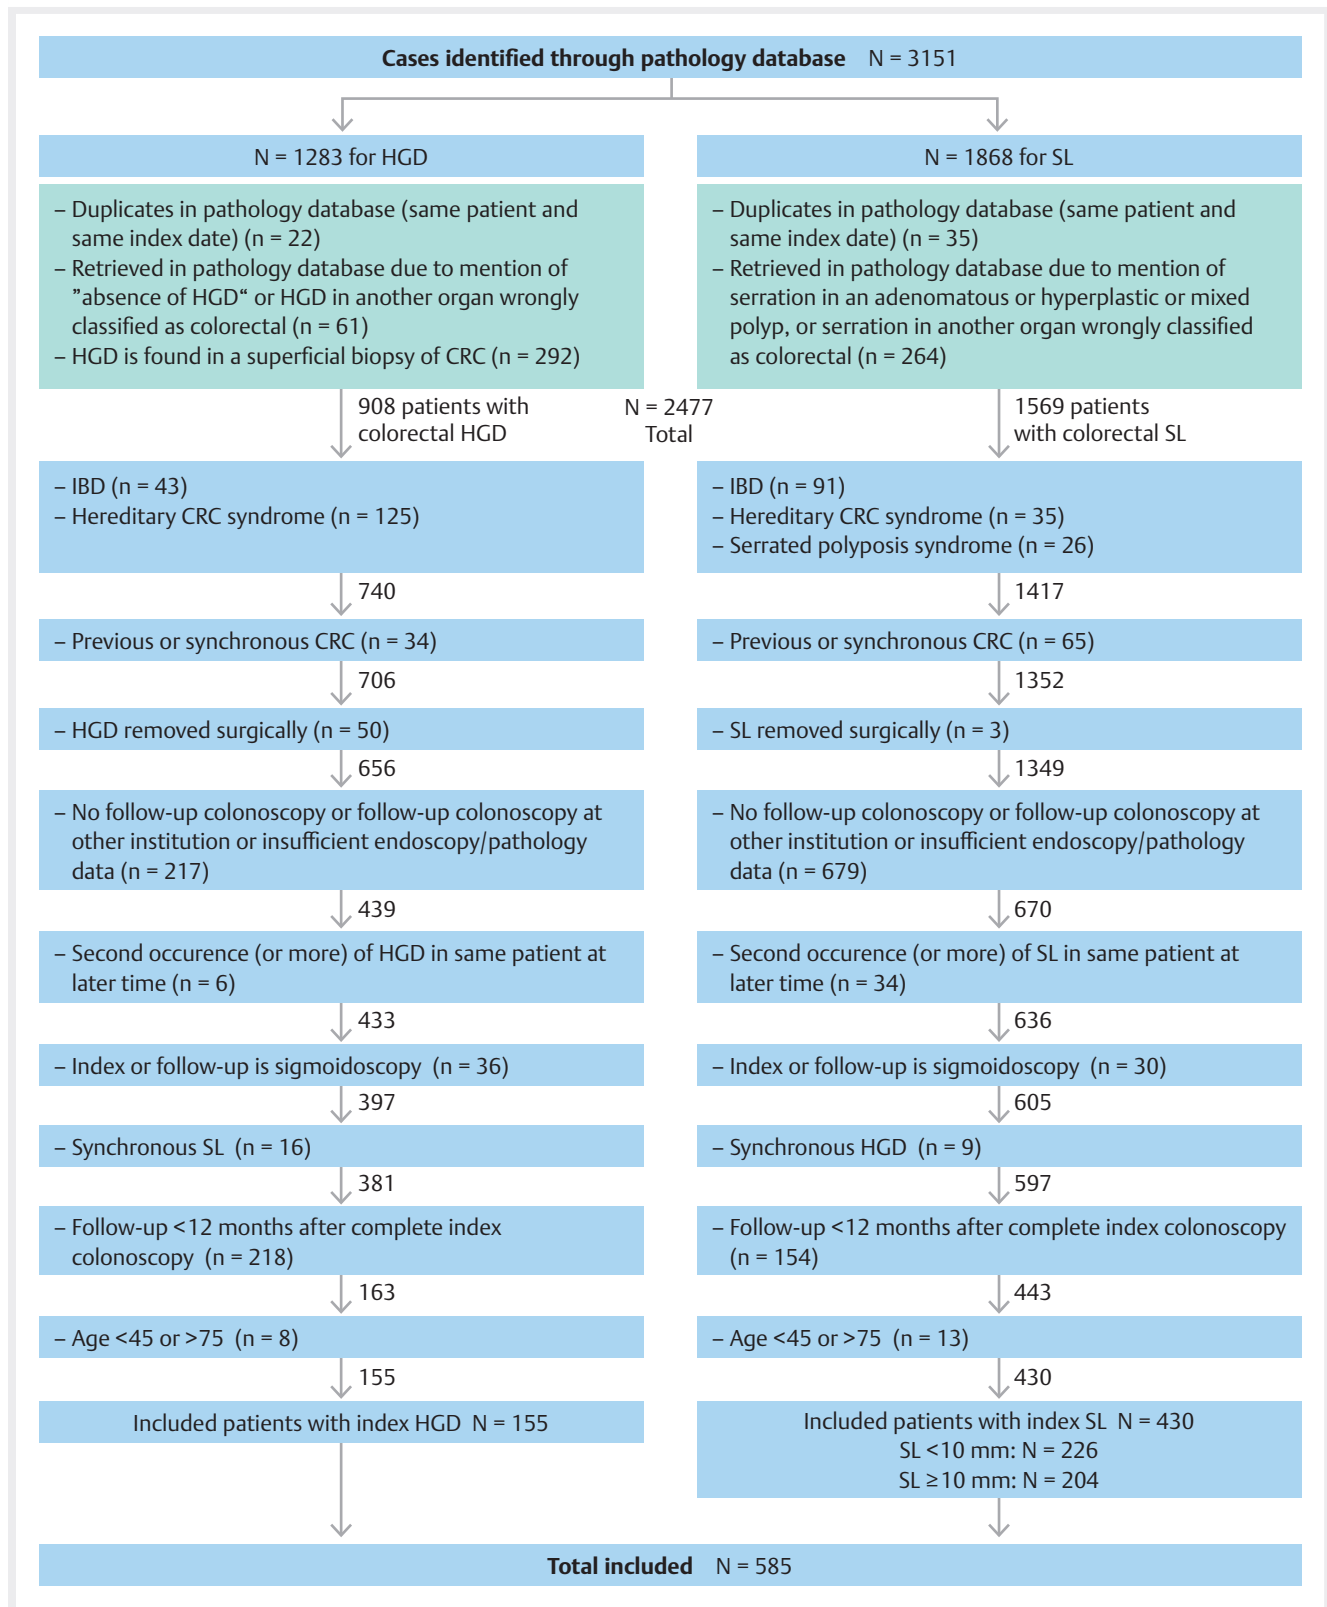 Cases identified through pathology database N = 3151
N = 1283 for HGD
– Duplicates in pathology database (same patient and
same index date) (n = 22)
– Retrieved in pathology database due to mention of
”absence of HGD“ or HGD in another organ wrongly
classified as colorectal (n = 61)
– HGD is found in a superficial biopsy of CRC (n = 292)
N = 1868 for SL
– Duplicates in pathology database (same patient and
same index date) (n = 35)
– Retrieved in pathology database due to mention of
serration in an adenomatous or hyperplastic or mixed
polyp, or serration in another organ wrongly classified
as colorectal (n = 264)
908 patients with
colorectal HGD
N = 2477
Total
1569 patients
with colorectal SL
– IBD (n = 43)
– Hereditary CRC syndrome (n = 125)
– IBD (n = 91)
– Hereditary CRC syndrome (n = 35)
– Serrated polyposis syndrome (n = 26)
740
1417
– Previous or synchronous CRC (n = 34)
– Previous or synchronous CRC (n = 65)
706
1352
– HGD removed surgically (n = 50)
– SL removed surgically (n = 3)
656
1349
– No follow-up colonoscopy or follow-up colonoscopy at
other institution or insufficient endoscopy/pathology
data (n = 217)
– No follow-up colonoscopy or follow-up colonoscopy at
other institution or insufficient endoscopy/pathology
data (n = 679)
439
670
– Second occurence (or more) of HGD in same patient at
later time (n = 6)
– Second occurence (or more) of SL in same patient at
later time (n = 34)
433
636
– Index or follow-up is sigmoidoscopy (n = 36)
– Index or follow-up is sigmoidoscopy (n = 30)
397
605
– Synchronous SL (n = 16)
– Synchronous HGD (n = 9)
381
597
– Follow-up <12 months after complete index
colonoscopy (n = 218)
– Follow-up <12 months after complete index colonoscopy
(n = 154)
163
443
– Age <45 or >75 (n = 8)
– Age <45 or >75 (n = 13)
155
430
Included patients with index HGD N = 155
Included patients with index SL N = 430
SL <10 mm: N = 226
SL ≥10 mm: N = 204
Total included N = 585